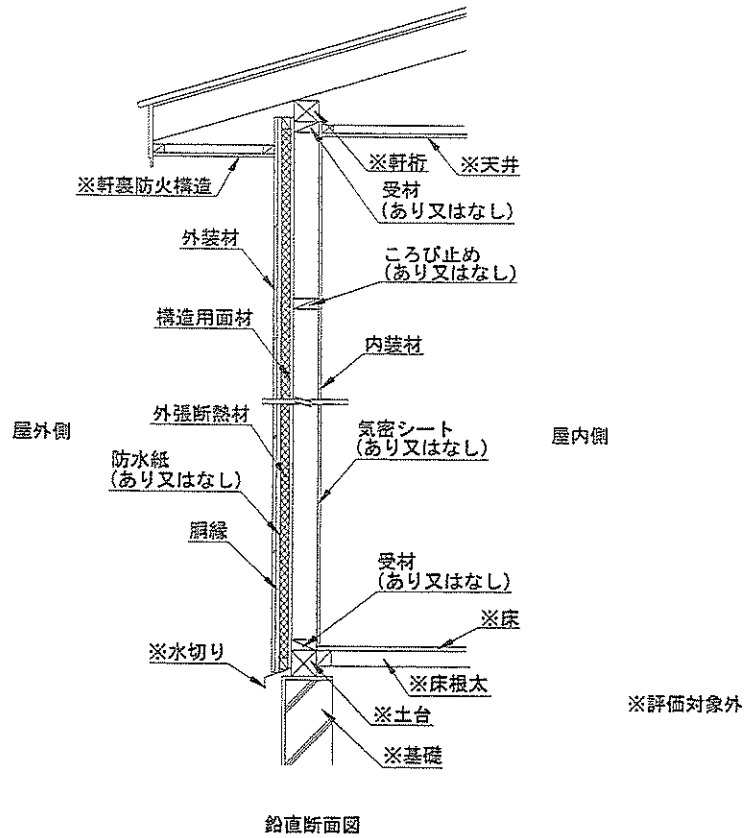 ※軒桁
※天井
※軒裏防火構造
受材
(あり又はなし)
外装材
ころび止め
(あり又はなし)
構造用面材
内装材
屋外側
外張断熱材
気密シート
(あり又はなし)
屋内側
防水紙
(あり又はなし)
胴縁
受材
(あり又はなし)
※床
※水切り
※床根太
※土台
※評価対象外
※基礎
鉛直断面図